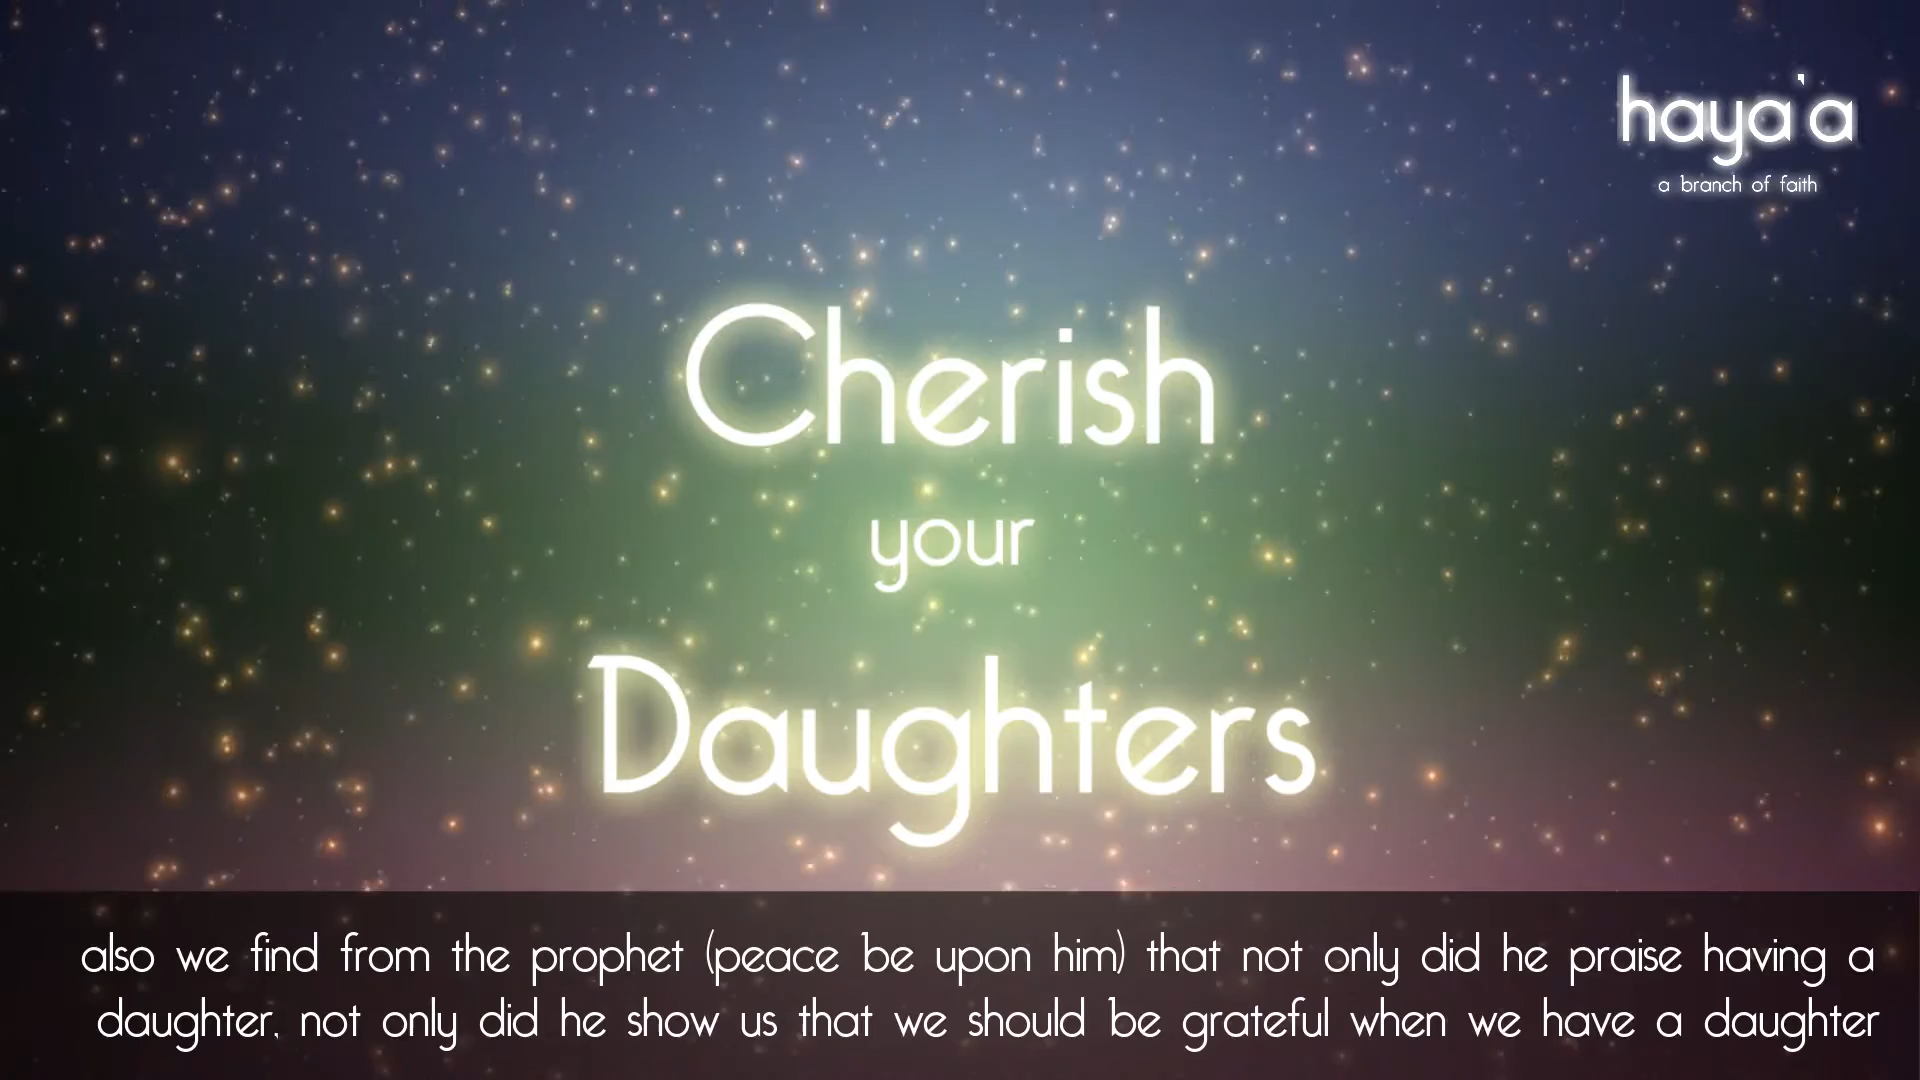 haya'a
a branch of faith
Cherish
your
Daughters
also we find from the prophet (peace be upon him) that not only did he praise having a
daughter, not only did he show us that we should be grateful when we have a daughter